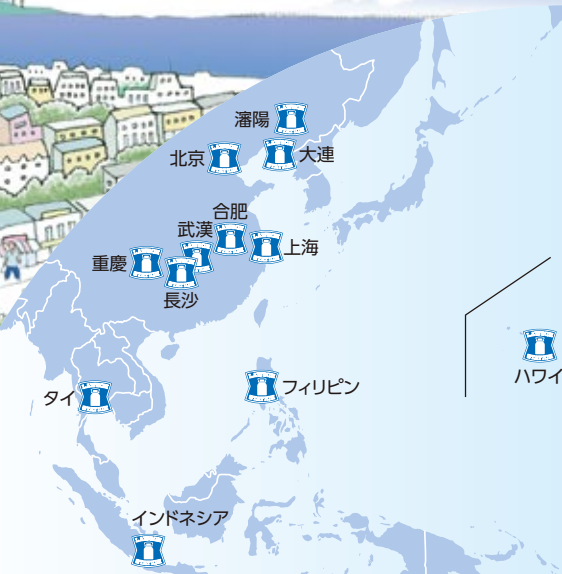 瀋陽
北京
大連
合肥
武漢
上海
重慶
長沙
ハワイ
フィリピン
タイ
インドネシア